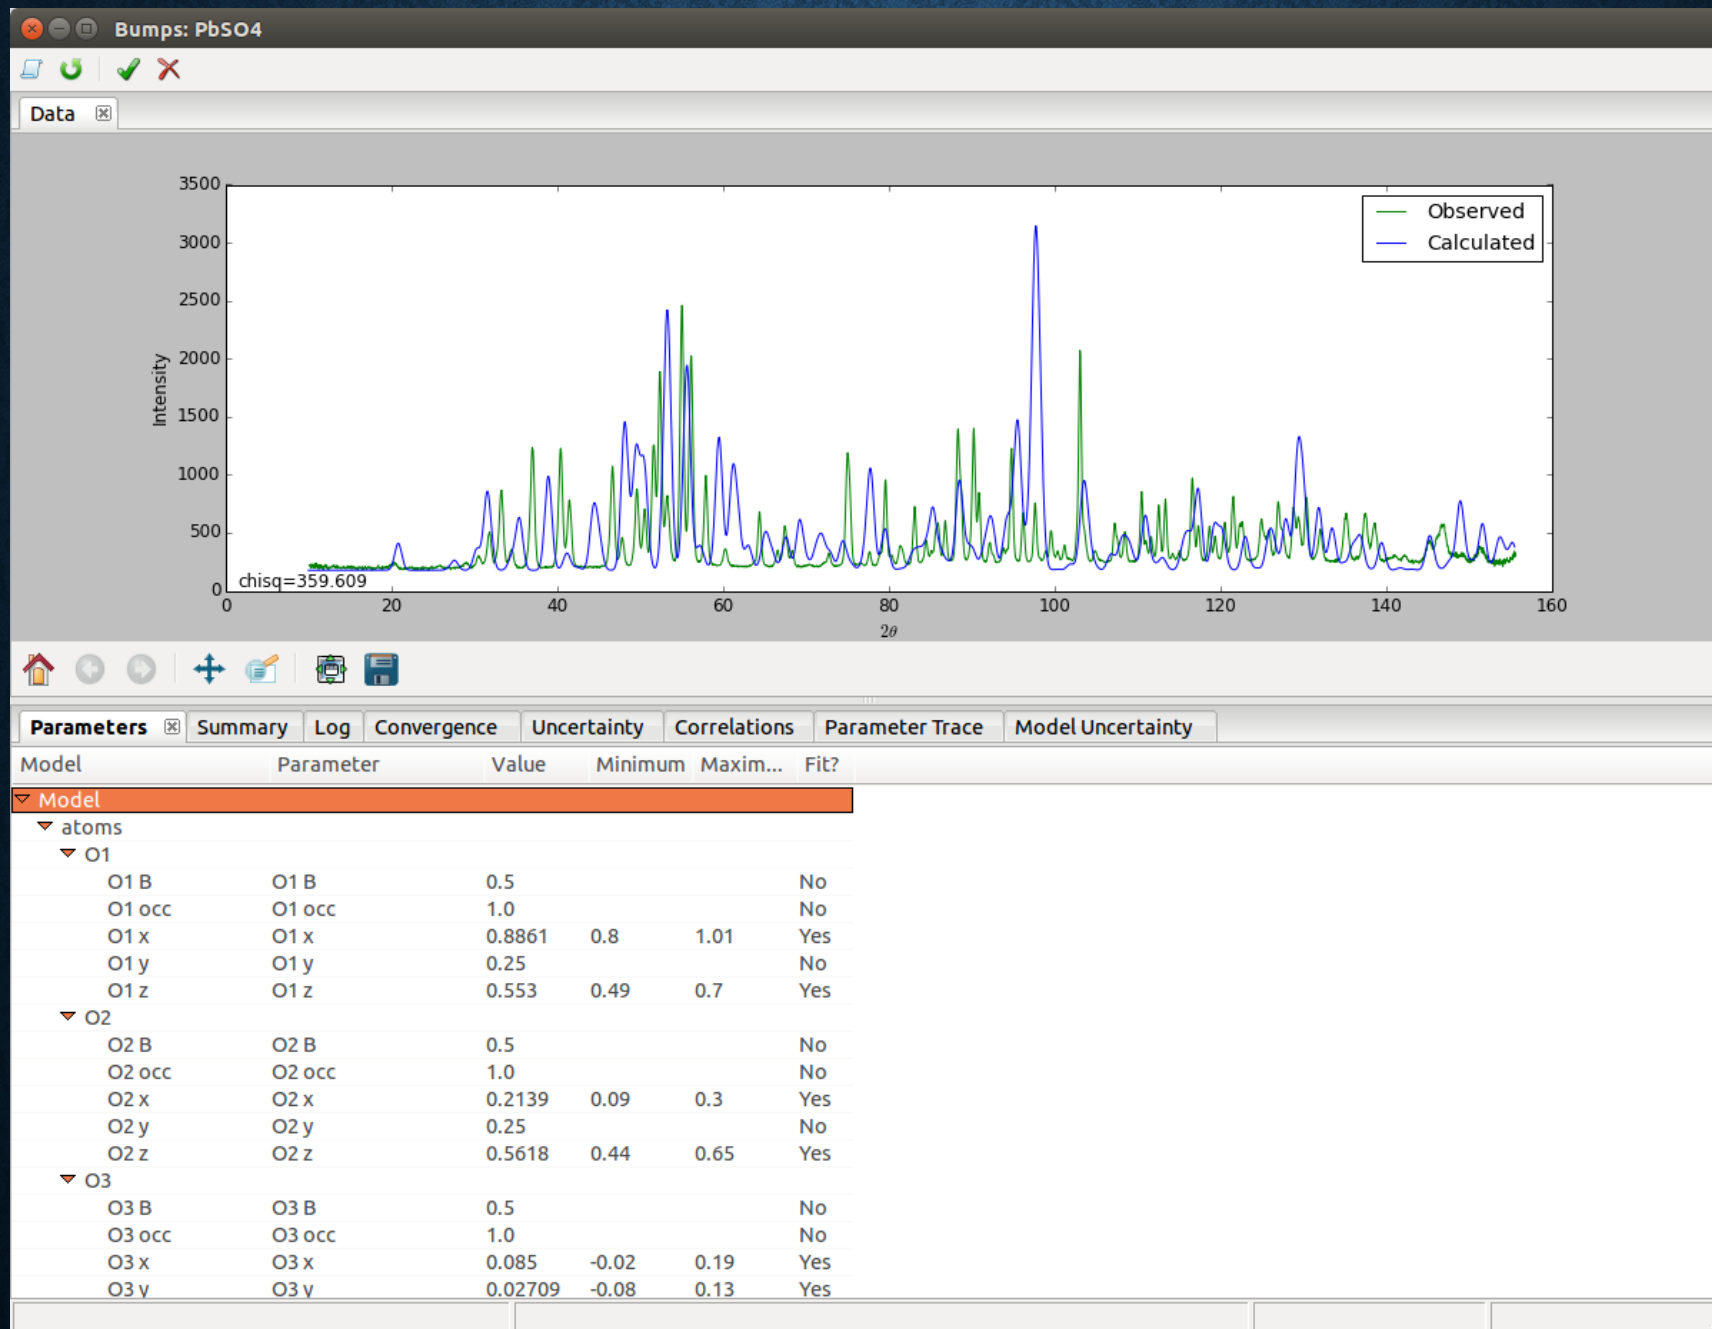 Bumps: PbSO4
Data
3500
3000
2500
2000
1500
1000
500
0
Intensity
Observed
Calculated
chisq=359.609
0 20 40 60 80 100 120 140 160
2θ
Parameters Summary Log Convergence Uncertainty Correlations Parameter Trace Model Uncertainty
Model Parameter Value Minimum Maxim... Fit?
Model
atoms
O1
O1 B O1 B 0.5 No
O1 occ O1 occ 1.0 No
O1 x O1 x 0.8861 0.8 1.01 Yes
O1 y O1 y 0.25 No
O1 z O1 z 0.553 0.49 0.7 Yes
O2
O2 B O2 B 0.5 No
O2 occ O2 occ 1.0 No
O2 x O2 x 0.2139 0.09 0.3 Yes
O2 y O2 y 0.25 No
O2 z O2 z 0.5618 0.44 0.65 Yes
O3
O3 B O3 B 0.5 No
O3 occ O3 occ 1.0 No
O3 x O3 x 0.085 -0.02 0.19 Yes
O3 y O3 y 0.02709 -0.08 0.13 Yes